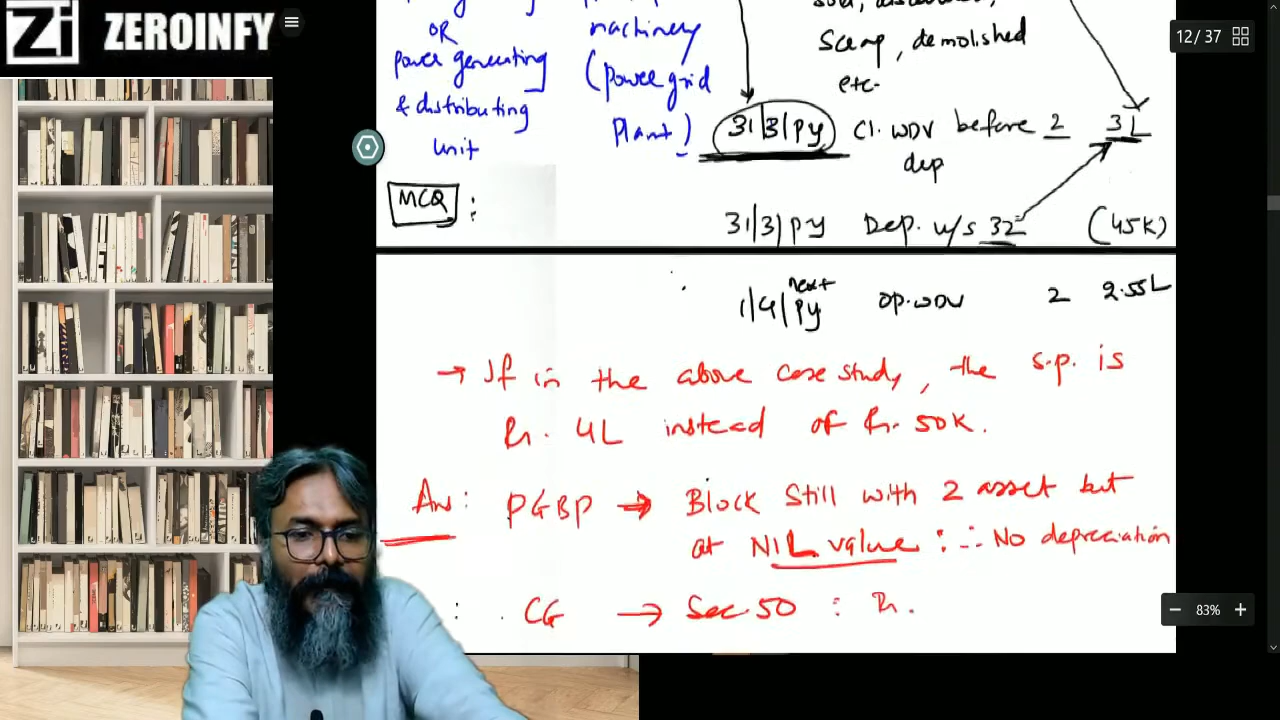 ZEROINFY
12 / 37
OR
power generating
& distributing
unit
machinery
(power grid
Plant)
Scrap, demolished
etc.
31/3/py Cl. WDV before 2 3L
dep
MCQ :
31/3/py Dep. u/s 32 (45K)
next
1/4/py op. WDV 2 2.55L
→ If in the above case study, the s.p. is
Rs. 4L instead of Rs. 50K.
Ans: PGBP → Block Still with 2 asset but
at NIL value : ∴ No depreciation
: CG → Sec 50 : Rs.
83%